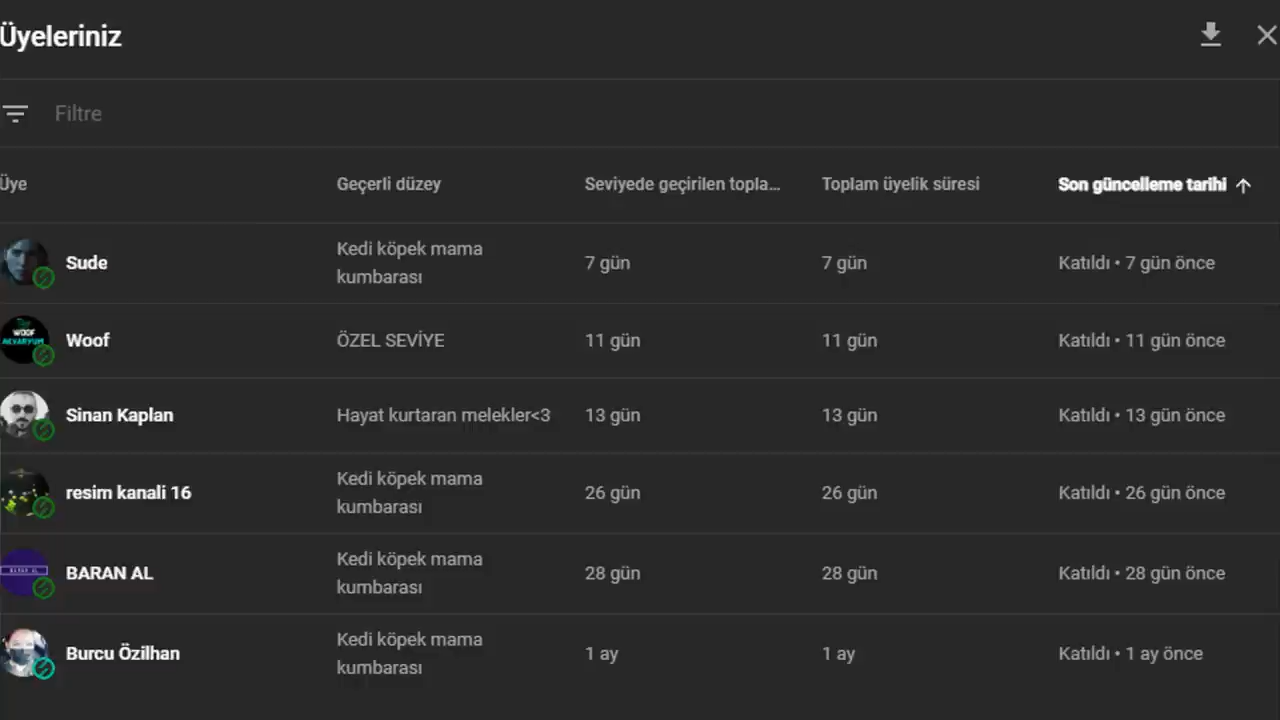 Üyeleriniz
Filtre
Üye Geçerli düzey Seviyede geçirilen topla... Toplam üyelik süresi Son güncelleme tarihi
Sude Kedi köpek mama kumbarası 7 gün 7 gün Katıldı • 7 gün önce
WOOF
AKVARYUM
Woof ÖZEL SEVİYE 11 gün 11 gün Katıldı • 11 gün önce
Sinan Kaplan Hayat kurtaran melekler<3 13 gün 13 gün Katıldı • 13 gün önce
resim kanali 16 Kedi köpek mama kumbarası 26 gün 26 gün Katıldı • 26 gün önce
BARAN AL
BARAN AL Kedi köpek mama kumbarası 28 gün 28 gün Katıldı • 28 gün önce
Burcu Özilhan Kedi köpek mama kumbarası 1 ay 1 ay Katıldı • 1 ay önce